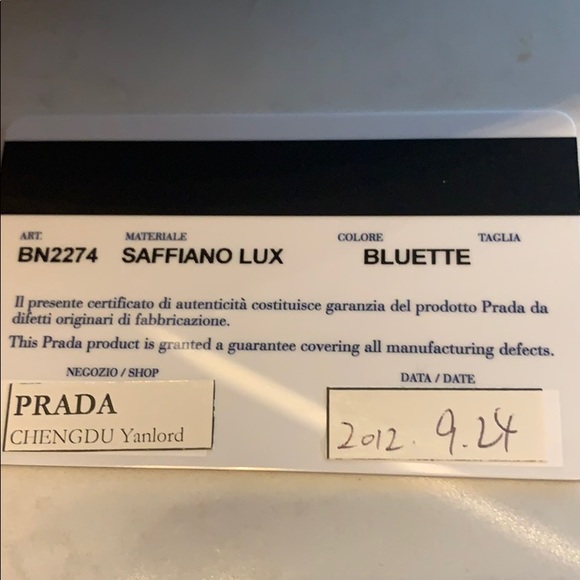 ART. MATERIALE COLORE TAGLIA
BN2274 SAFFIANO LUX BLUETTE
Il presente certificato di autenticità costituisce garanzia del prodotto Prada da
difetti originari di fabbricazione.
This Prada product is granted a guarantee covering all manufacturing defects.
NEGOZIO / SHOP DATA / DATE
PRADA
CHENGDU Yanlord
2012. 9.24